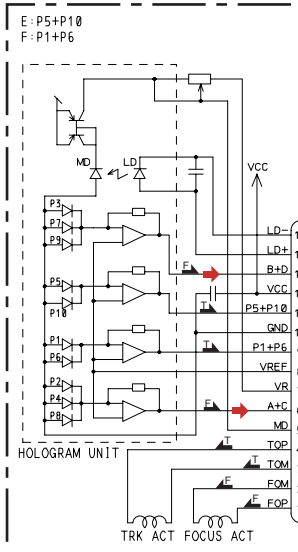 E:P5+P10
F:P1+P6
MD
LD
VCC
P3
P7
P9
P5
P10
P1
P6
P2
P4
P8
HOLOGRAM UNIT
LD-
LD+
F
B+D
VCC
T
P5+P10
GND
T
P1+P6
VREF
VR
F
A+C
MD
T
TOP
T
TOM
F
FOM
F
FOP
TRK ACT
FOCUS ACT